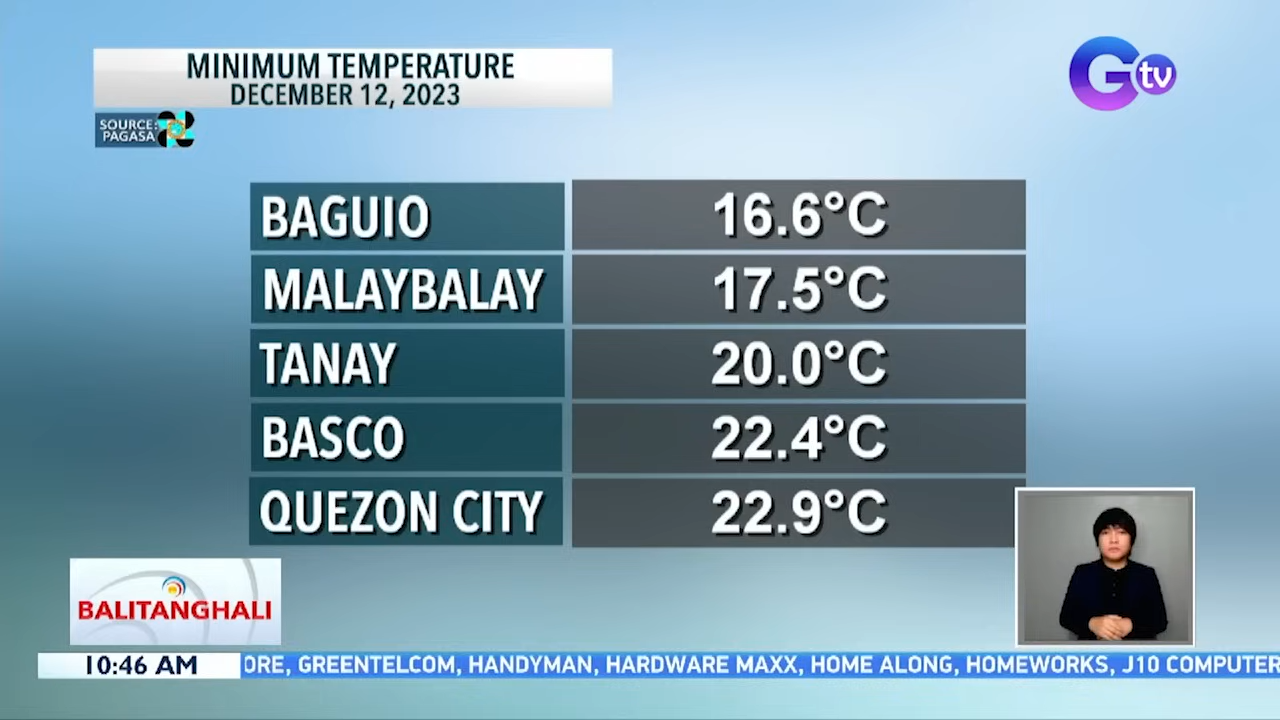 MINIMUM TEMPERATURE
DECEMBER 12, 2023
SOURCE:
PAGASA
Gtv
BAGUIO 16.6°C
MALAYBALAY 17.5°C
TANAY 20.0°C
BASCO 22.4°C
QUEZON CITY 22.9°C
BALITANGHALI
10:46 AM ORE, GREENTELCOM, HANDYMAN, HARDWARE MAXX, HOME ALONG, HOMEWORKS, J10 COMPUTER